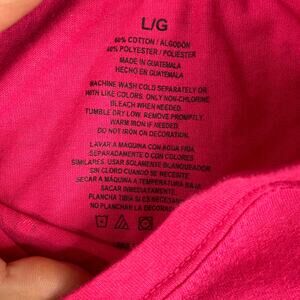 L/G
60% COTTON / ALGODÓN
40% POLYESTER / POLIÉSTER
MADE IN GUATEMALA
HECHO EN GUATEMALA
MACHINE WASH COLD SEPARATELY OR
WITH LIKE COLORS. ONLY NON-CHLORINE
BLEACH WHEN NEEDED.
TUMBLE DRY LOW. REMOVE PROMPTLY.
WARM IRON IF NEEDED.
DO NOT IRON ON DECORATION.
LAVAR A MÁQUINA CON AGUA FRÍA
SEPARADAMENTE O CON COLORES
SIMILARES. USAR SOLAMENTE BLANQUEADOR
SIN CLORO CUANDO SE NECESITE.
SECAR A MÁQUINA A TEMPERATURA BAJA.
SACAR INMEDIATAMENTE.
PLANCHA TIBIA SI ES NECESARIO.
NO PLANCHAR LA DECORACIÓN